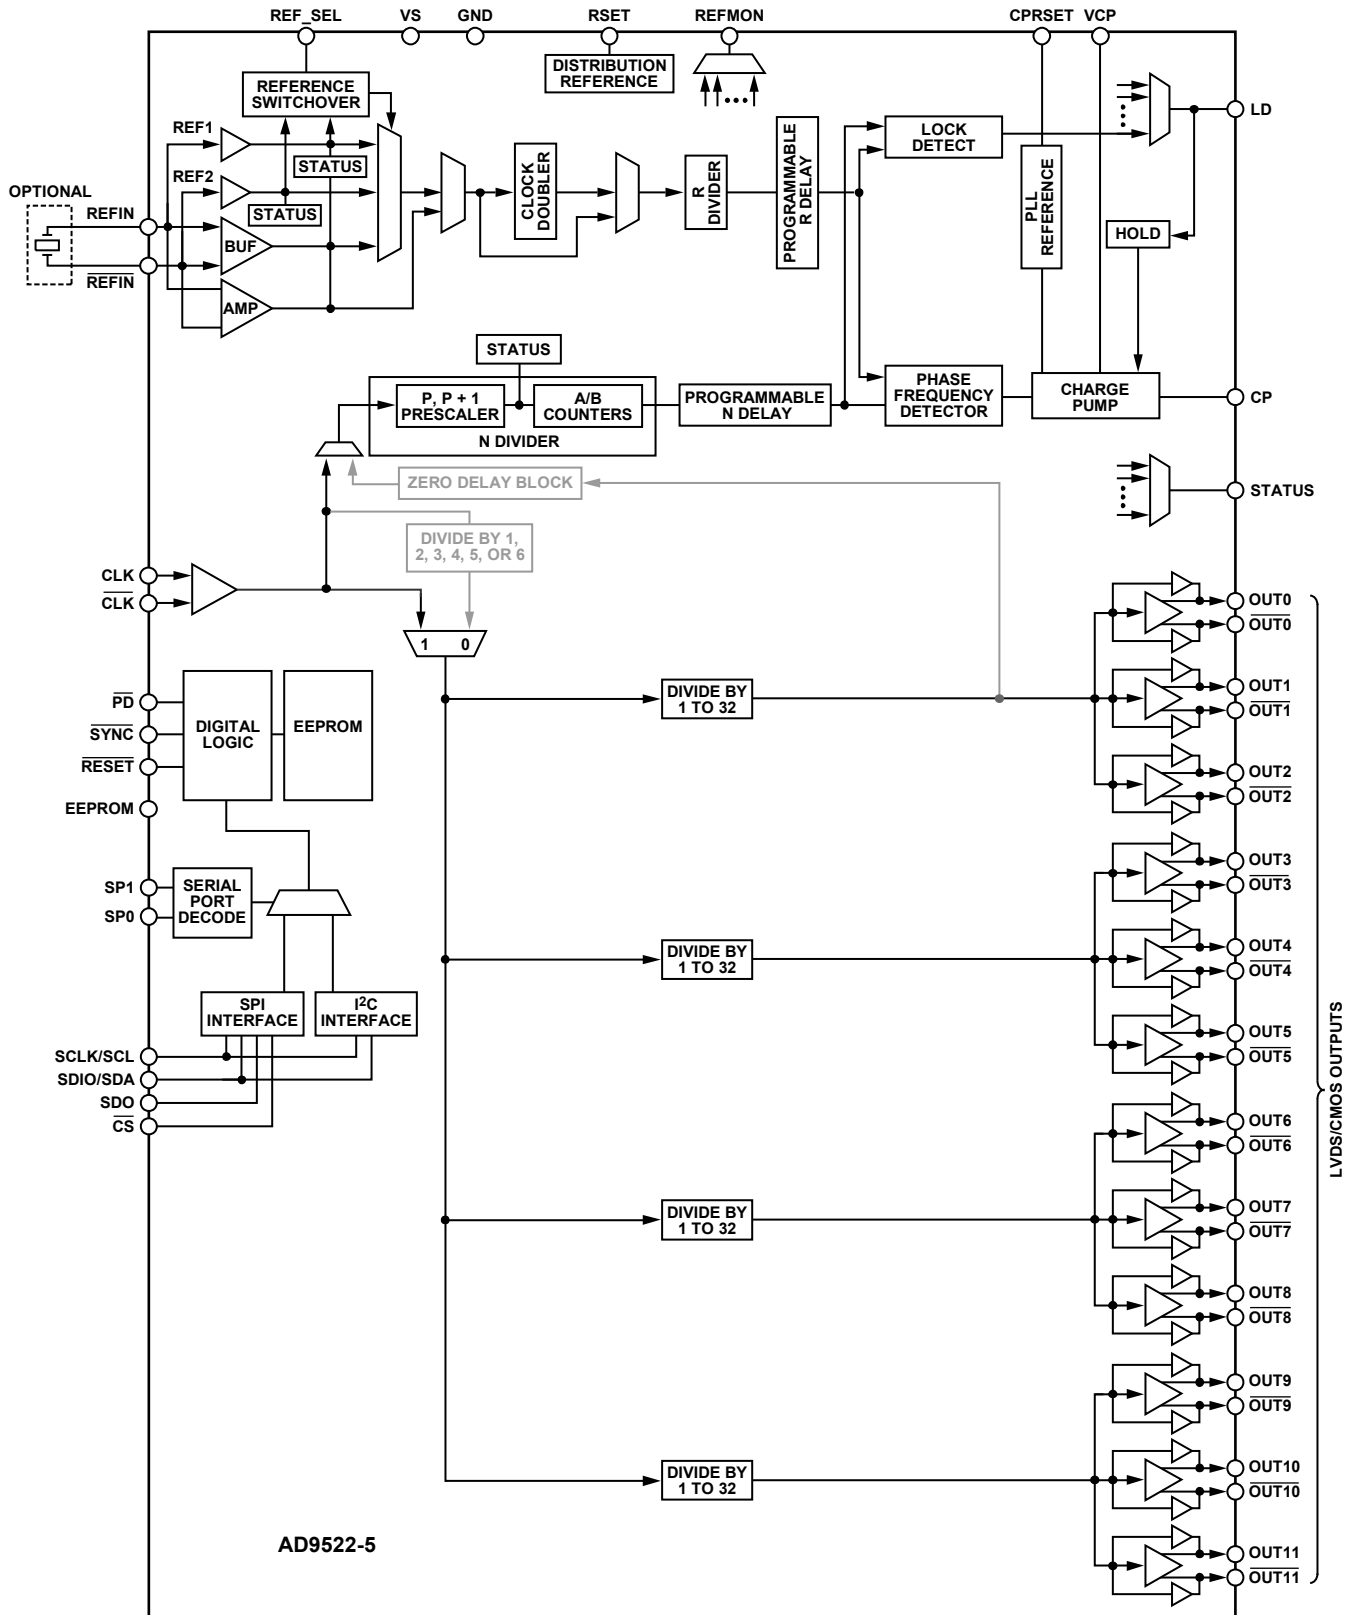 REF_SEL
VS
GND
RSET
REFMON
CPRSET
VCP
DISTRIBUTION
REFERENCE
REFERENCE
SWITCHOVER
LD
REF1
STATUS
REF2
STATUS
OPTIONAL
REFIN
BUF
REFIN
AMP
CLOCK
DOUBLER
R
DIVIDER
PROGRAMMABLE
R DELAY
LOCK
DETECT
PLL
REFERENCE
HOLD
STATUS
P, P + 1
PRESCALER
A/B
COUNTERS
N DIVIDER
PROGRAMMABLE
N DELAY
PHASE
FREQUENCY
DETECTOR
CHARGE
PUMP
CP
ZERO DELAY BLOCK
STATUS
DIVIDE BY 1,
2, 3, 4, 5, OR 6
CLK
CLK
1 0
OUT0
OUT0
PD
SYNC
RESET
DIGITAL
LOGIC
EEPROM
EEPROM
DIVIDE BY
1 TO 32
OUT1
OUT1
OUT2
OUT2
SP1
SP0
SERIAL
PORT
DECODE
OUT3
OUT3
DIVIDE BY
1 TO 32
OUT4
OUT4
SPI
INTERFACE
I2C
INTERFACE
OUT5
OUT5
SCLK/SCL
SDIO/SDA
SDO
CS
LVDS/CMOS OUTPUTS
OUT6
OUT6
DIVIDE BY
1 TO 32
OUT7
OUT7
OUT8
OUT8
OUT9
OUT9
DIVIDE BY
1 TO 32
OUT10
OUT10
AD9522-5
OUT11
OUT11